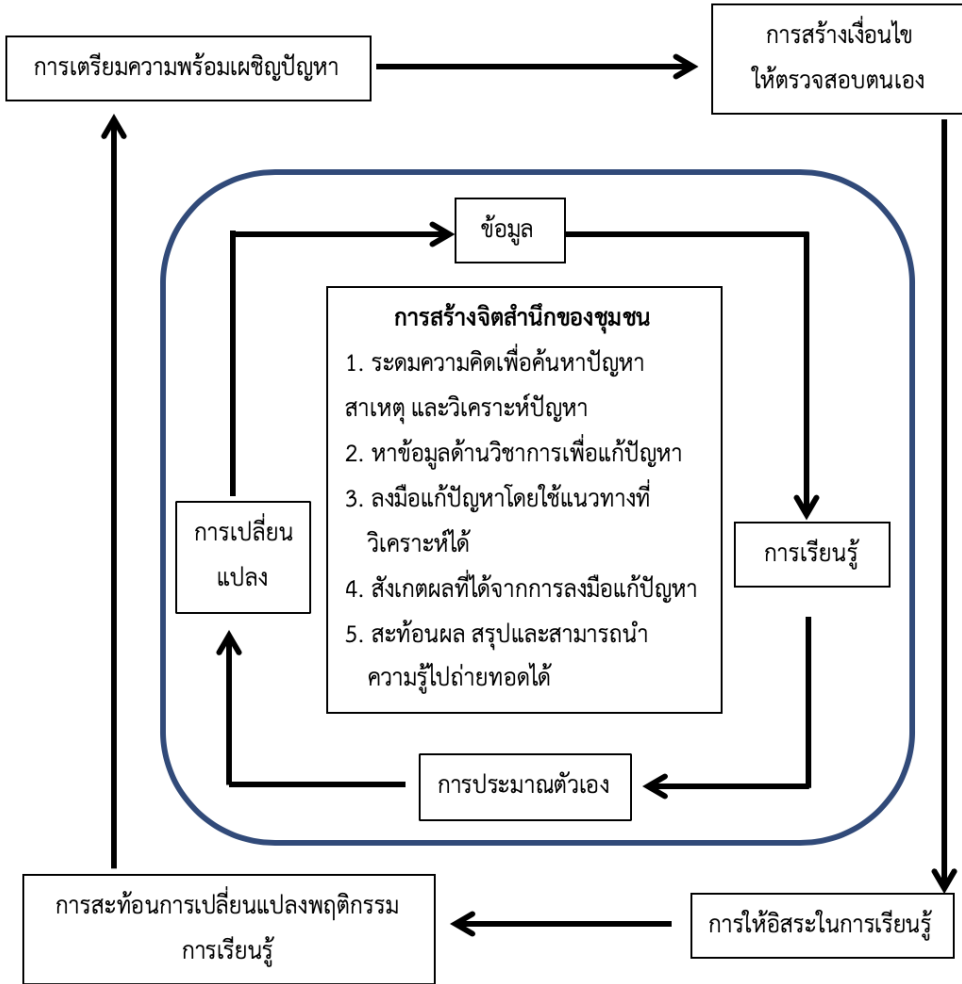 การเตรียมความพร้อมเผชิญปัญหา
การสร้างเงื่อนไข
ให้ตรวจสอบตนเอง
ข้อมูล
การสร้างจิตสำนึกของชุมชน
1. ระดมความคิดเพื่อค้นหาปัญหา
สาเหตุ และวิเคราะห์ปัญหา
2. หาข้อมูลด้านวิชาการเพื่อแก้ปัญหา
3. ลงมือแก้ปัญหาโดยใช้แนวทางที่
วิเคราะห์ได้
4. สังเกตผลที่ได้จากการลงมือแก้ปัญหา
5. สะท้อนผล สรุปและสามารถนำ
ความรู้ไปถ่ายทอดได้
การเปลี่ยน
แปลง
การเรียนรู้
การประมาณตัวเอง
การสะท้อนการเปลี่ยนแปลงพฤติกรรม
การเรียนรู้
การให้อิสระในการเรียนรู้